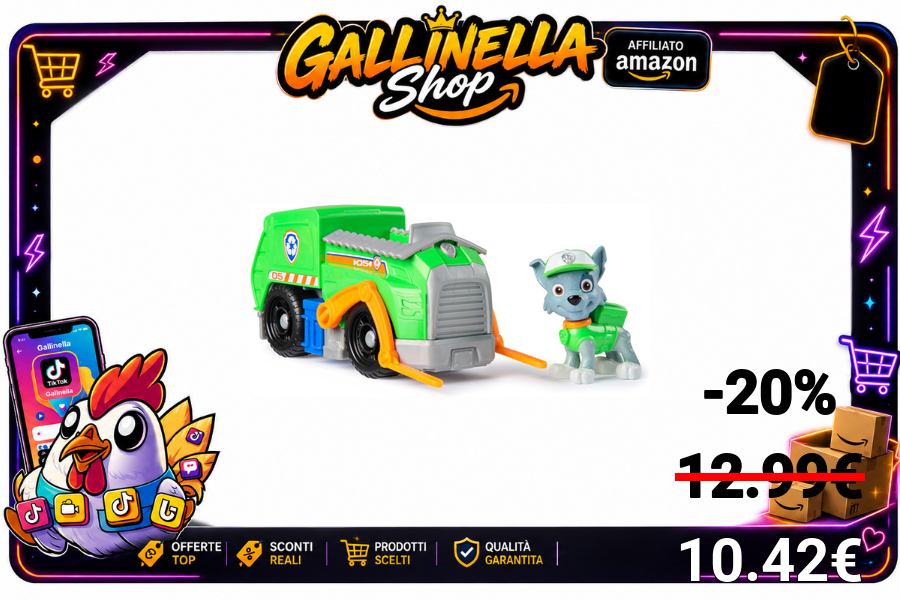 GALLINELLA
Shop
AFFILIATO
amazon
05
Gallinella
TikTok
Gallinella
-20%
12.99€
10.42€
OFFERTE
TOP
SCONTI
REALI
PRODOTTI
SCELTI
QUALITÀ
GARANTITA